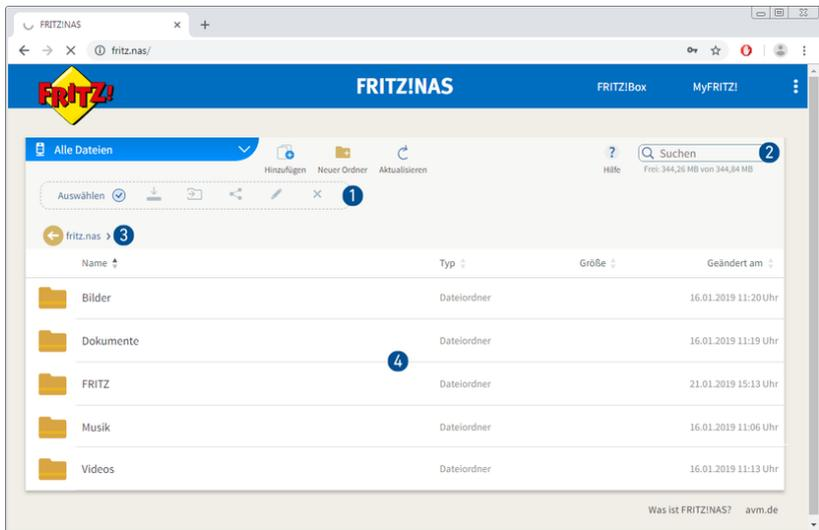 FRITZ!NAS
fritz.nas/
FRITZ!
FRITZ!NAS
FRITZ!Box
MyFRITZ!
Alle Dateien
Hinzufügen
Neuer Ordner
Aktualisieren
?
Hilfe
Suchen
2
Frei: 344,26 MB von 344,84 MB
Auswählen
1
fritz.nas >
3
Name Typ Größe Geändert am
Bilder Dateiordner 16.01.2019 11:20 Uhr
Dokumente Dateiordner 16.01.2019 11:19 Uhr
4
FRITZ Dateiordner 21.01.2019 15:13 Uhr
Musik Dateiordner 16.01.2019 11:06 Uhr
Videos Dateiordner 16.01.2019 11:13 Uhr
Was ist FRITZ!NAS? avm.de